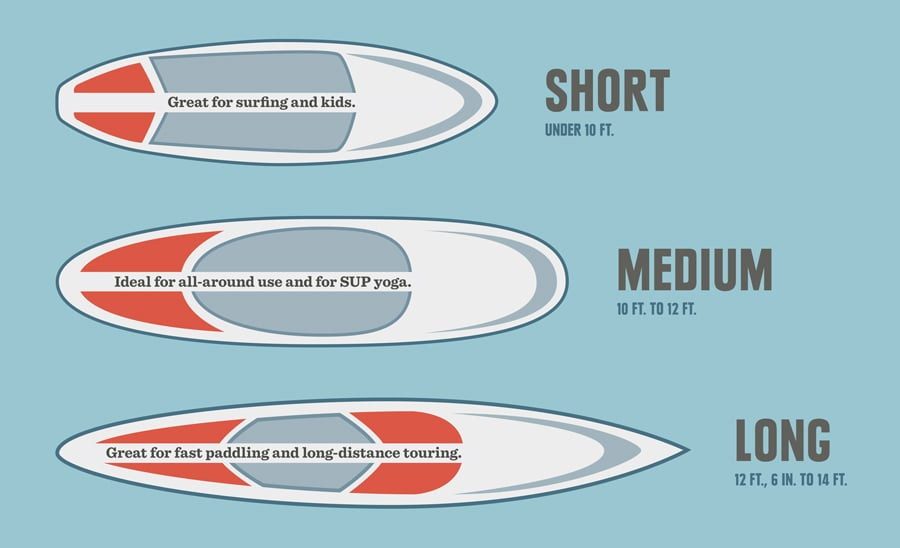 Great for surfing and kids.
SHORT
UNDER 10 FT.
Ideal for all-around use and for SUP yoga.
MEDIUM
10 FT. TO 12 FT.
Great for fast paddling and long-distance touring.
LONG
12 FT., 6 IN. TO 14 FT.